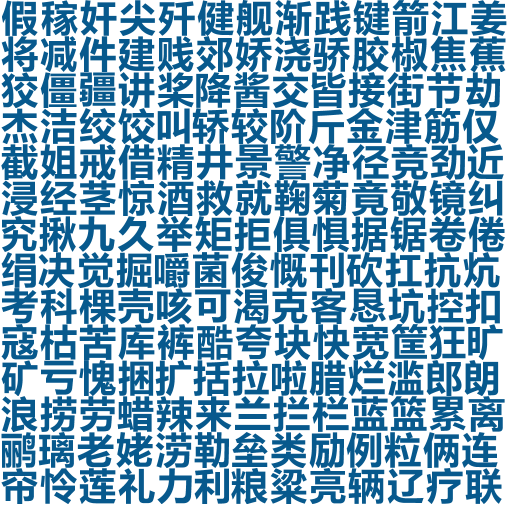 假稼奸尖歼健舰渐践键箭江姜
将减件建贱郊娇浇骄胶椒焦蕉
狡僵疆讲桨降酱交皆接街节劫
杰洁绞饺叫轿较阶斤金津筋仅
截姐戒借精井景警净径竞劲近
浸经茎惊酒救就鞠菊竟敬镜纠
究揪九久举矩拒俱惧据锯卷倦
绢决觉掘嚼菌俊慨刊砍扛抗炕
考科棵壳咳可渴克客恳坑控扣
寇枯苦库裤酷夸块快宽筐狂旷
矿亏愧捆扩括拉啦腊烂滥郎朗
浪捞劳蜡辣来兰拦栏蓝篮累离
鹂璃老姥涝勒垒类励例粒俩连
帘怜莲礼力利粮梁亮辆辽疗联